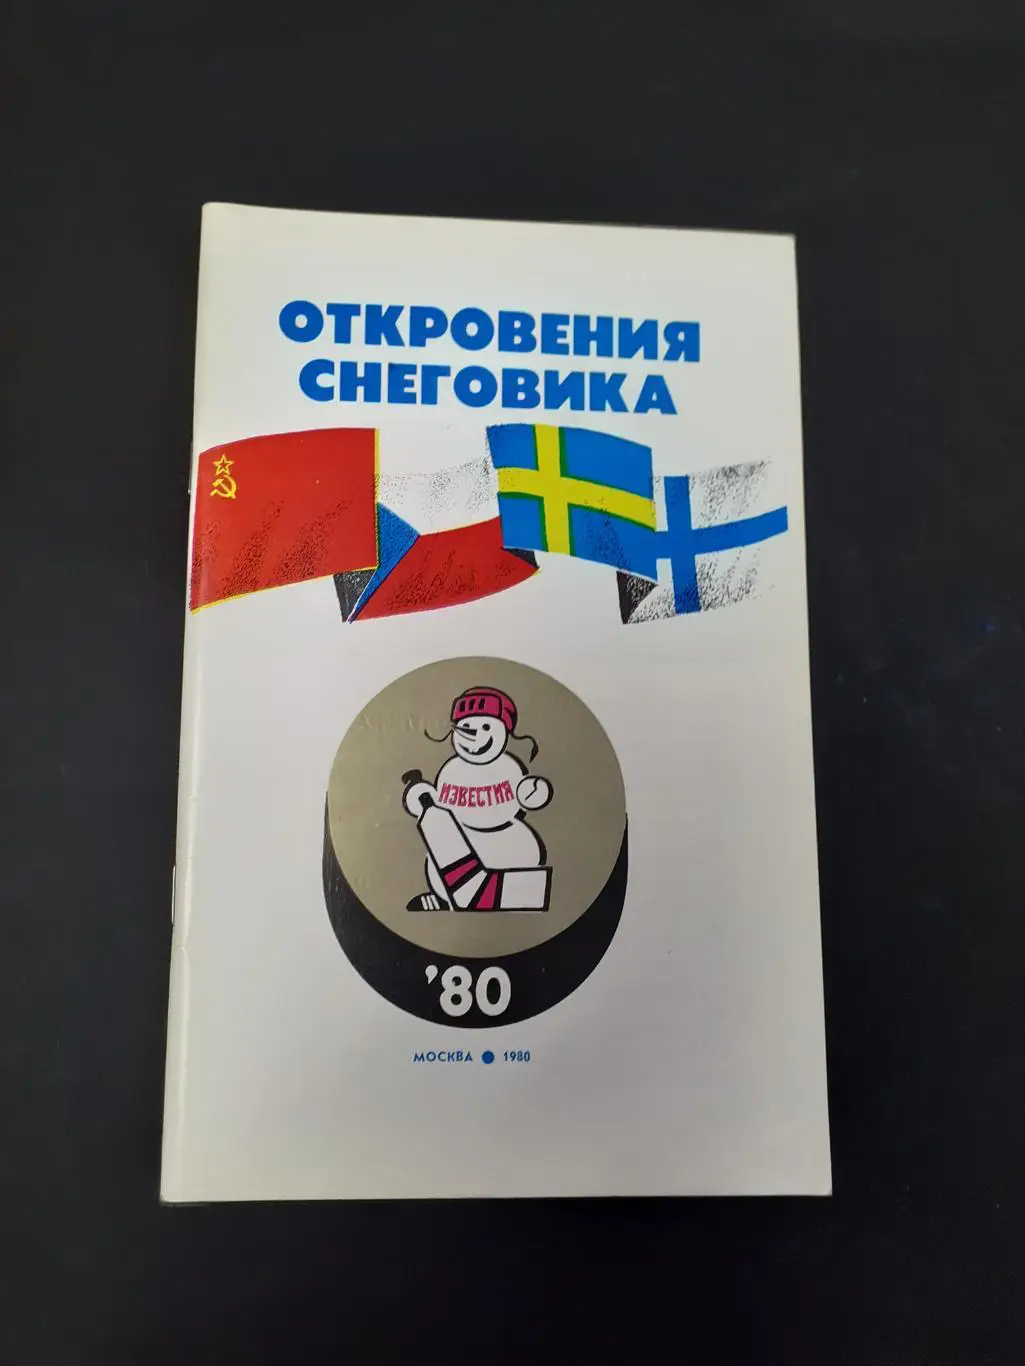 ОТКРОВЕНИЯ
СНЕГОВИКА
ИЗВЕСТИЯ
'80
МОСКВА ● 1980